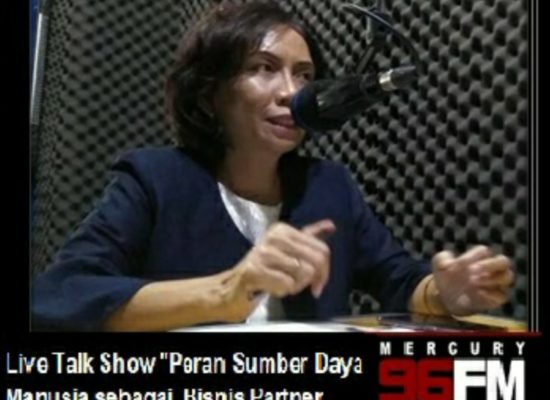 Live Talk Show "Peran Sumber Daya
Manusia sebagai Bisnis Partner
MERCURY
96FM